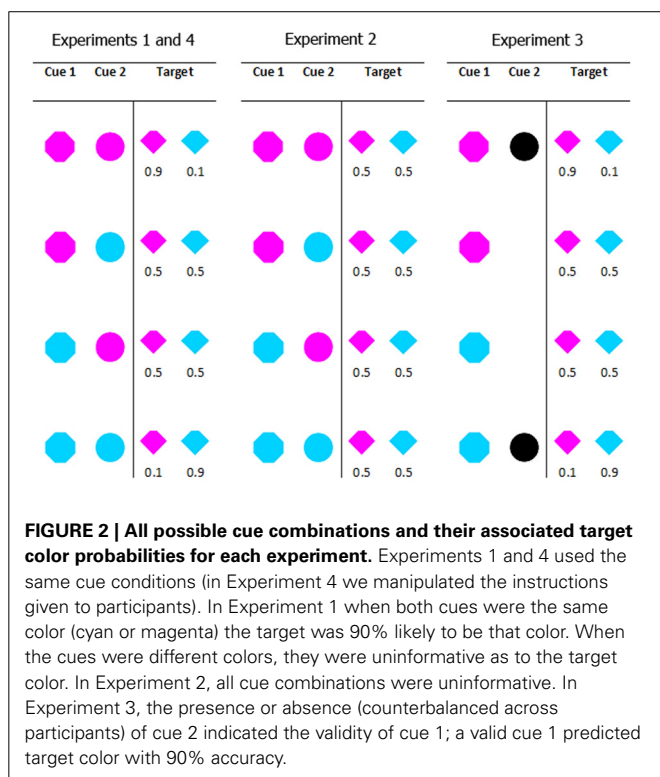 Experiments 1 and 4 Experiment 2 Experiment 3
Cue 1 Cue 2 Target Cue 1 Cue 2 Target Cue 1 Cue 2 Target
0.9 0.1 0.5 0.5 0.9 0.1
0.5 0.5 0.5 0.5 0.5 0.5
0.5 0.5 0.5 0.5 0.5 0.5
0.1 0.9 0.5 0.5 0.1 0.9
FIGURE 2 | All possible cue combinations and their associated target
color probabilities for each experiment. Experiments 1 and 4 used the
same cue conditions (in Experiment 4 we manipulated the instructions
given to participants). In Experiment 1 when both cues were the same
color (cyan or magenta) the target was 90% likely to be that color. When
the cues were different colors, they were uninformative as to the target
color. In Experiment 2, all cue combinations were uninformative. In
Experiment 3, the presence or absence (counterbalanced across
participants) of cue 2 indicated the validity of cue 1; a valid cue 1 predicted
target color with 90% accuracy.